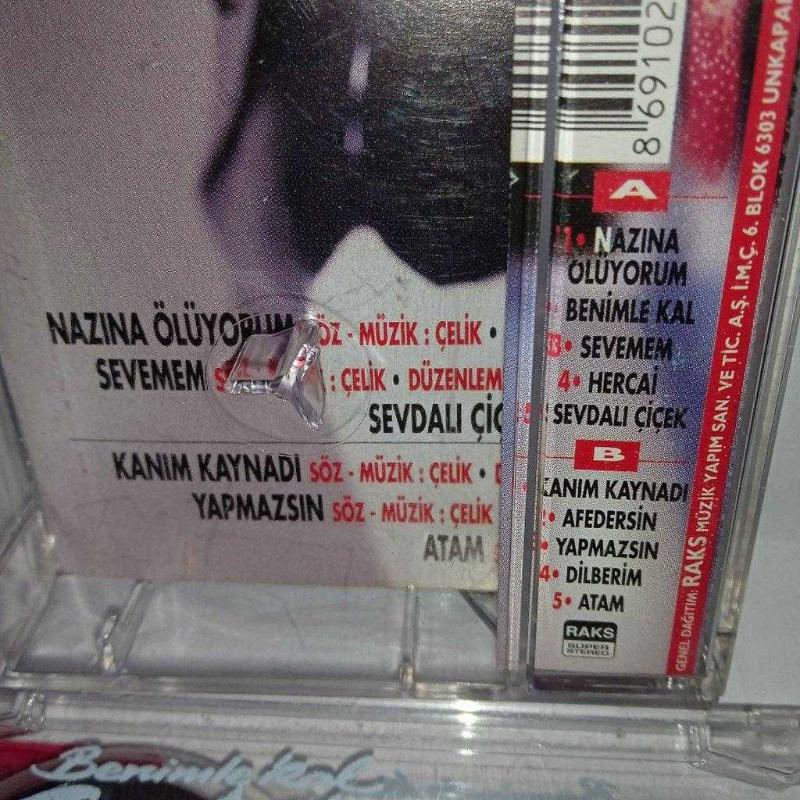 NAZINA ÖLÜYORUM SÖZ - MÜZİK : ÇELİK •
SEVEMEM : ÇELİK • DÜZENLEM
SEVDALI ÇİÇ
KANIM KAYNADI SÖZ - MÜZİK : ÇELİK •
YAPMAZSIN SÖZ - MÜZİK : ÇELİK
ATAM
8 69102
A
1• NAZINA
ÖLÜYORUM
BENİMLE KAL
3• SEVEMEM
4• HERCAİ
SEVDALI ÇİÇEK
B
KANIM KAYNADI
2• AFEDERSİN
• YAPMAZSIN
4• DİLBERİM
5• ATAM
RAKS
SUPER
STEREO
GENEL DAĞITIM: RAKS MÜZİK YAPIM SAN. VE TİC. A.Ş. İ.M.Ç. 6. BLOK 6303 UNKAPA
Benimle kal